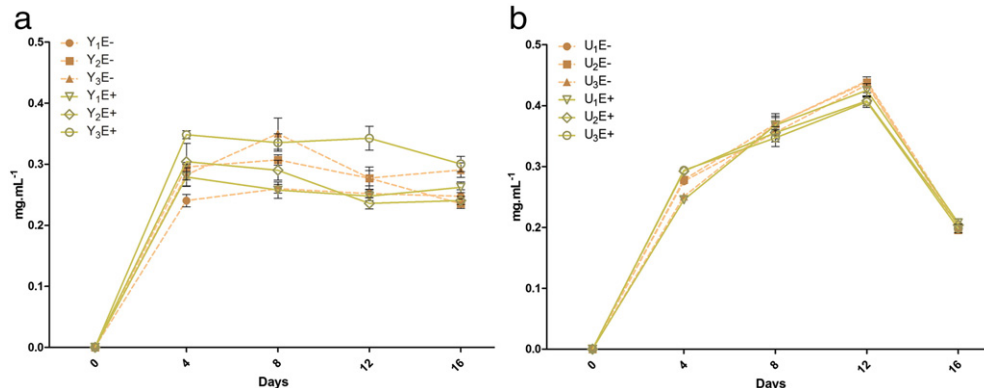 a
Y₁E-
Y₂E-
Y₃E-
Y₁E+
Y₂E+
Y₃E+
0.5
0.4
0.3
0.2
0.1
0.0
mg.mL⁻¹
0 4 8 12 16
Days
b
U₁E-
U₂E-
U₃E-
U₁E+
U₂E+
U₃E+
0.5
0.4
0.3
0.2
0.1
0.0
mg.mL⁻¹
0 4 8 12 16
Days